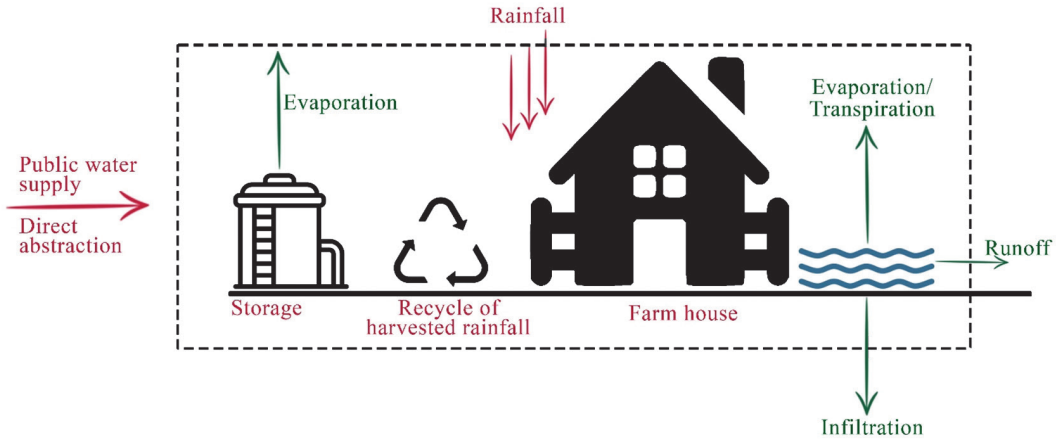 Rainfall
Evaporation
Evaporation/
Transpiration
Public water
supply
Direct
abstraction
Runoff
Storage
Recycle of
harvested rainfall
Farm house
Infiltration